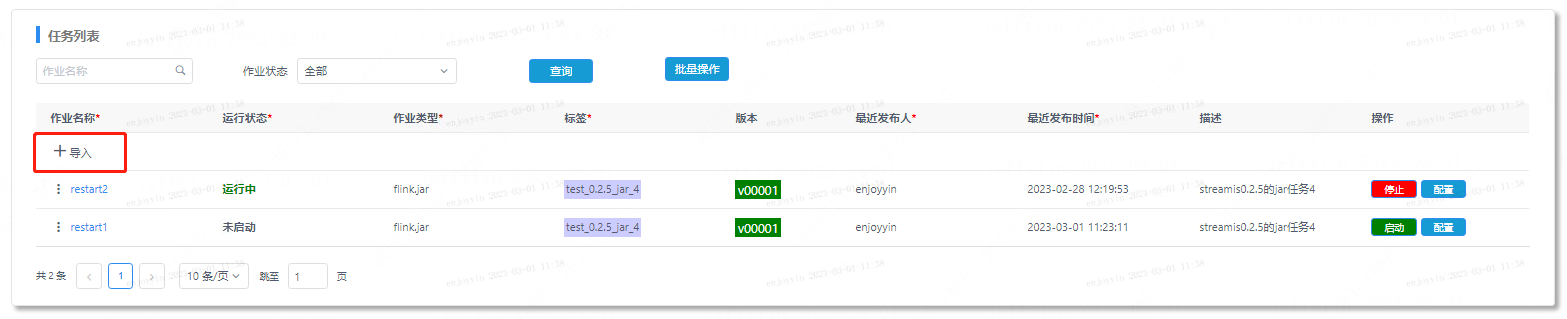 任务列表
作业名称 作业状态 全部 查询 批量操作
作业名称* 运行状态* 作业类型* 标签* 版本 最近发布人* 最近发布时间* 描述 操作
+ 导入
restart2 运行中 flink.jar test_0.2.5_jar_4 v00001 enjoyyin 2023-02-28 12:19:53 streamis0.2.5的jar任务4 停止 配置
restart1 未启动 flink.jar test_0.2.5_jar_4 v00001 enjoyyin 2023-03-01 11:23:11 streamis0.2.5的jar任务4 启动 配置
共 2 条 < 1 > 10 条/页 跳至 1 页